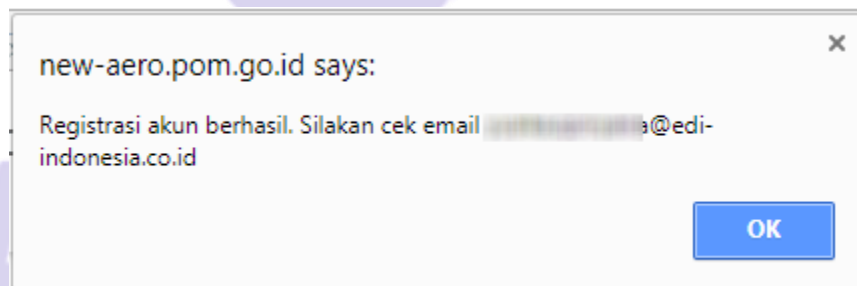 new-aero.pom.go.id says:
Registrasi akun berhasil. Silakan cek email @edi-
indonesia.co.id
OK